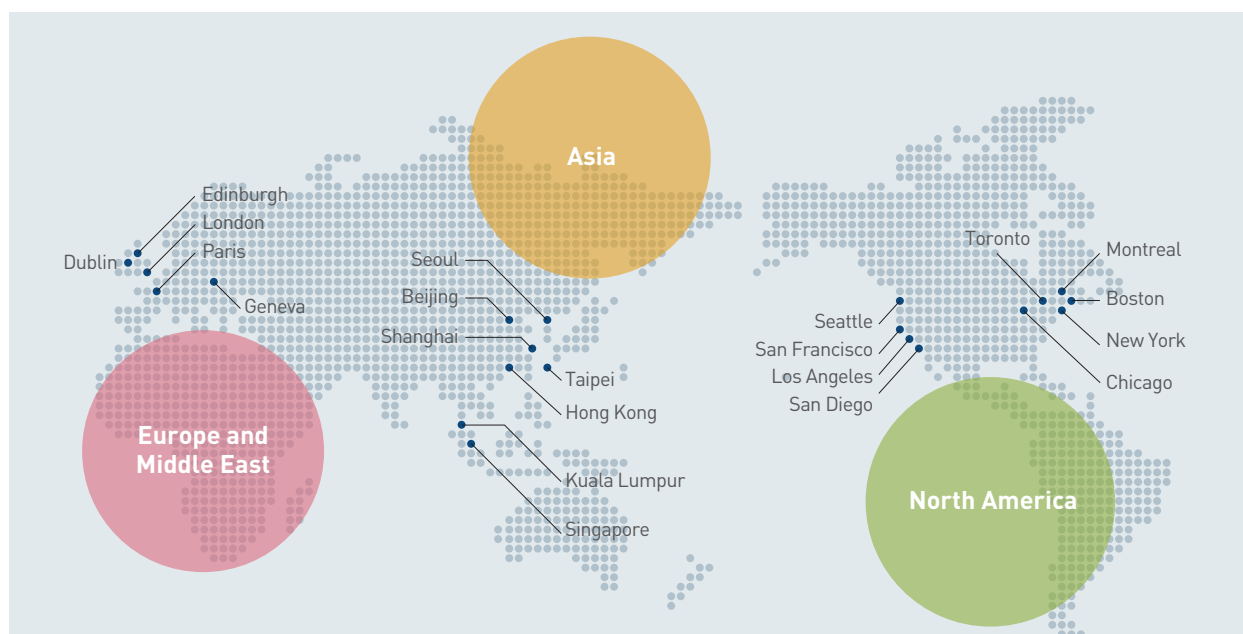 Asia
Edinburgh
London
Dublin
Paris
Geneva
Seoul
Beijing
Shanghai
Taipei
Hong Kong
Kuala Lumpur
Singapore
Europe and
Middle East
Toronto
Montreal
Boston
Seattle
New York
San Francisco
Los Angeles
Chicago
San Diego
North America